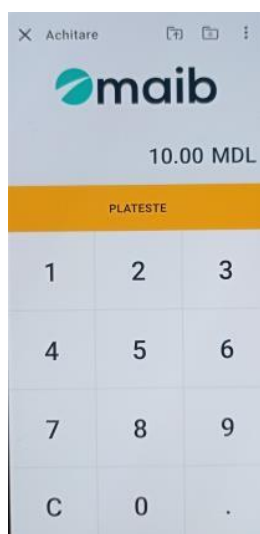 Achitare
maib
10.00 MDL
PLATESTE
1 2 3
4 5 6
7 8 9
C 0 .